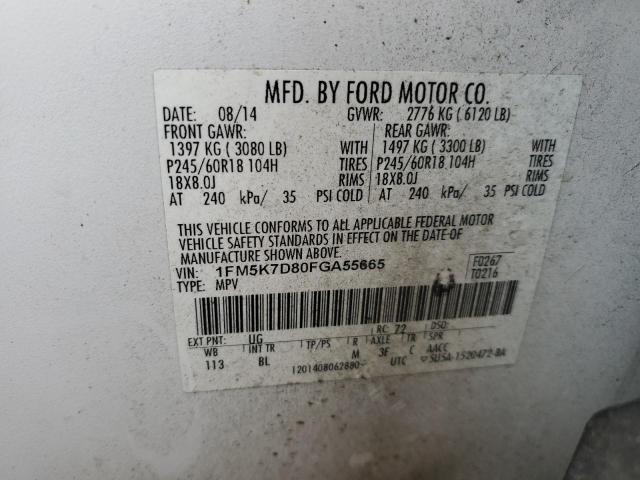 MFD. BY FORD MOTOR CO.
DATE: 08/14 GVWR: 2776 KG ( 6120 LB)
FRONT GAWR: REAR GAWR:
1397 KG ( 3080 LB) WITH 1497 KG ( 3300 LB) WITH
P245/60R18 104H TIRES P245/60R18 104H TIRES
18X8.0J RIMS 18X8.0J RIMS
AT 240 kPa/ 35 PSI COLD AT 240 kPa/ 35 PSI COLD
THIS VEHICLE CONFORMS TO ALL APPLICABLE FEDERAL MOTOR
VEHICLE SAFETY STANDARDS IN EFFECT ON THE DATE OF
MANUFACTURE SHOWN ABOVE.
VIN: 1FM5K7D80FGA55665 F0267
TYPE: MPV T0216
EXT PNT: UG RC: 72 DSO:
WB INT TR TP/PS R AXLE TR SPR
113 BL M 3F C AACC
1201408062880 UTC